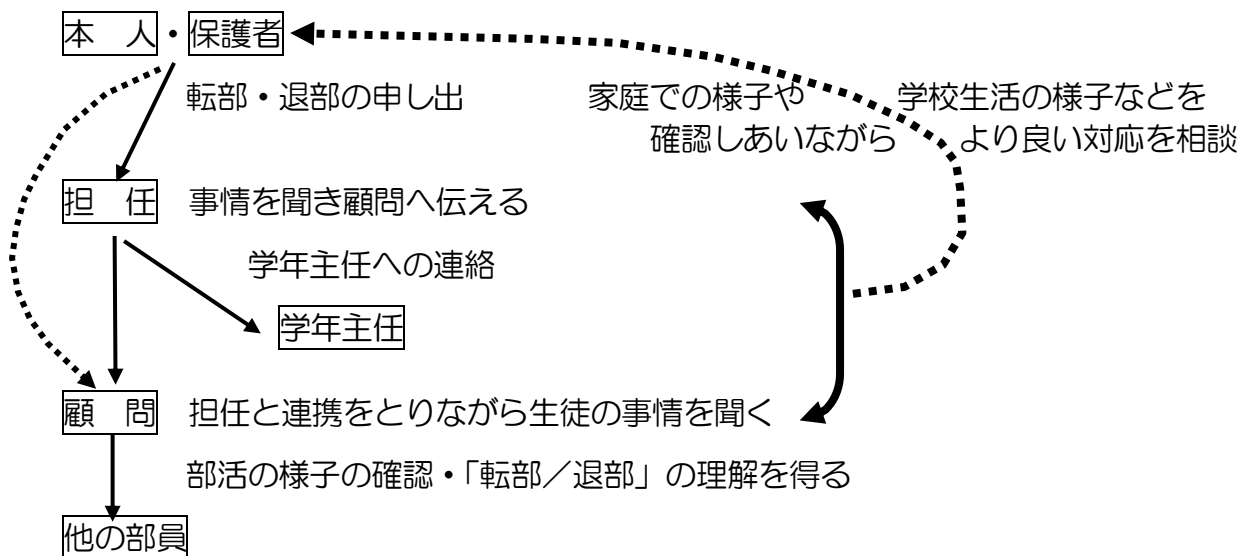 本　人・保護者
転部・退部の申し出
家庭での様子や　学校生活の様子などを
確認しあいながら　より良い対応を相談
担　任　事情を聞き顧問へ伝える
学年主任への連絡
学年主任
顧　問　担任と連携をとりながら生徒の事情を聞く
部活の様子の確認・「転部／退部」の理解を得る
他の部員